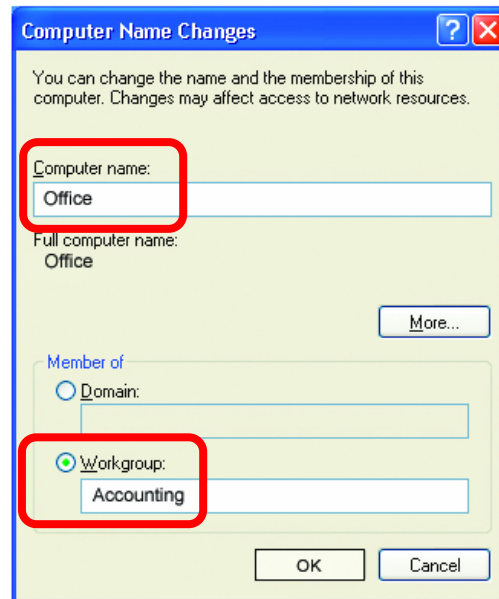 Computer Name Changes
You can change the name and the membership of this
computer. Changes may affect access to network resources.
Computer name:
Office
Full computer name:
Office
More...
Member of
Domain:
Workgroup:
Accounting
OK
Cancel